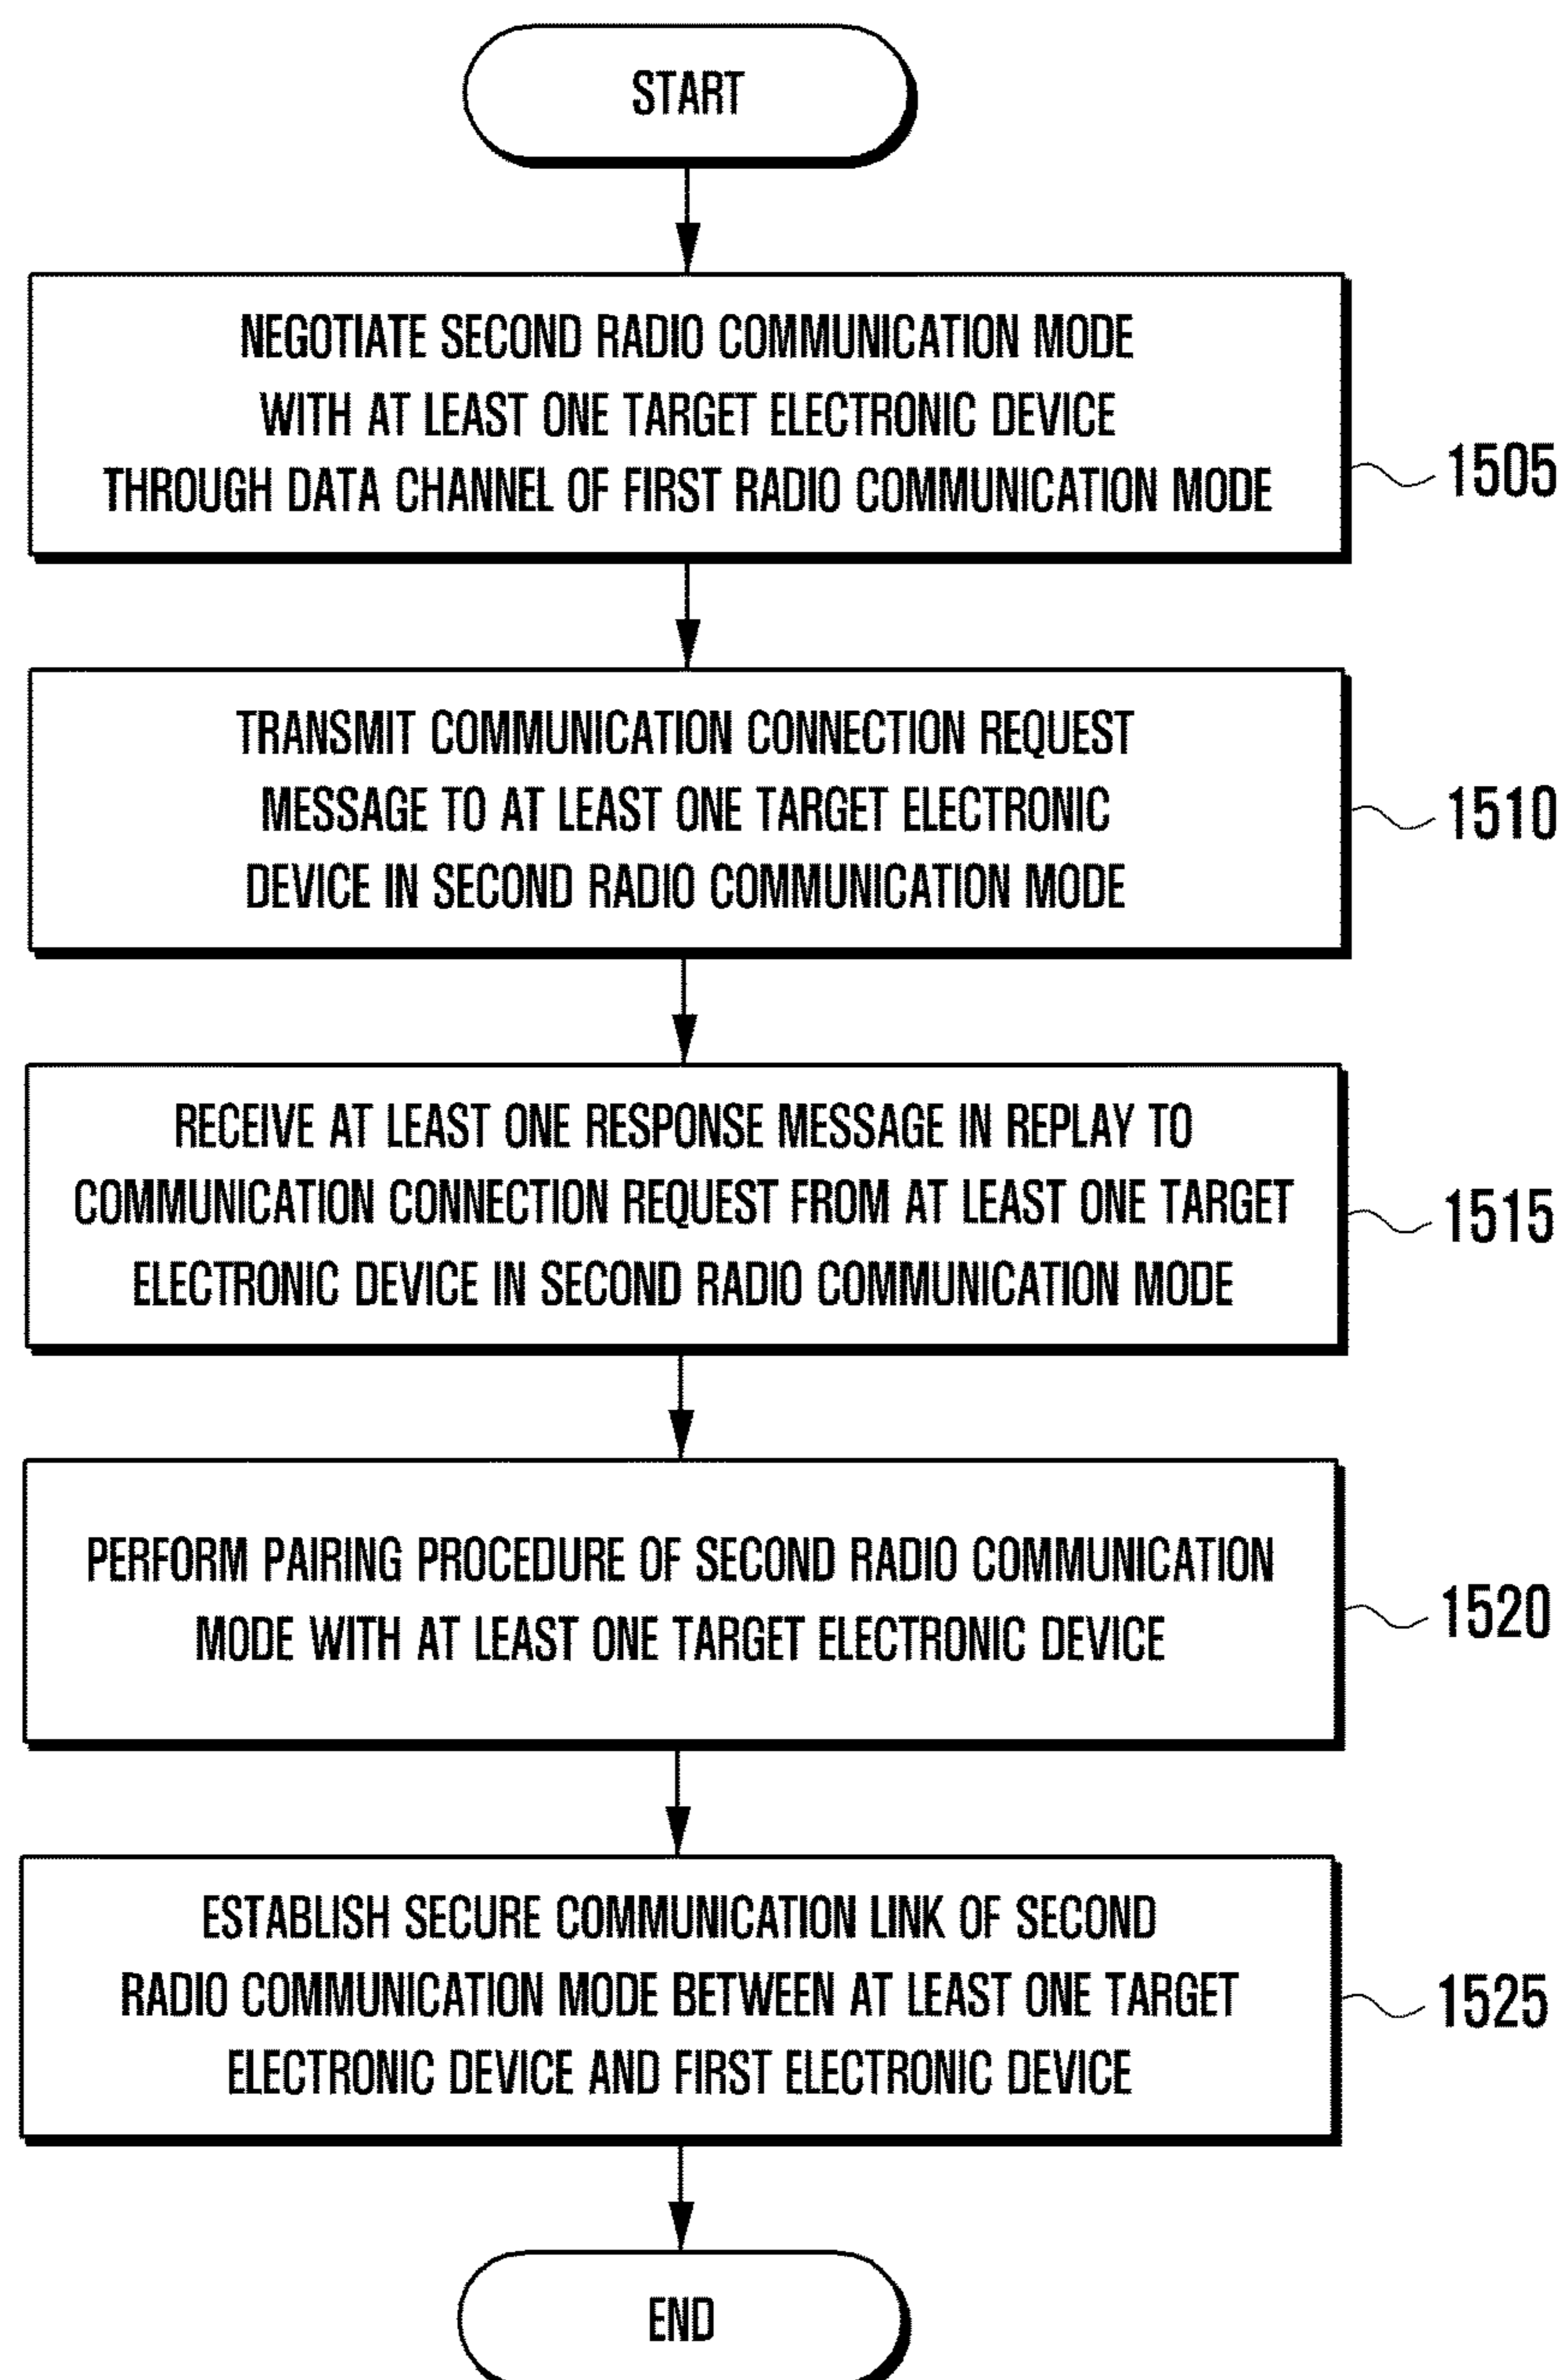 START
NEGOTIATE SECOND RADIO COMMUNICATION MODE
WITH AT LEAST ONE TARGET ELECTRONIC DEVICE
THROUGH DATA CHANNEL OF FIRST RADIO COMMUNICATION MODE
1505
TRANSMIT COMMUNICATION CONNECTION REQUEST
MESSAGE TO AT LEAST ONE TARGET ELECTRONIC
DEVICE IN SECOND RADIO COMMUNICATION MODE
1510
RECEIVE AT LEAST ONE RESPONSE MESSAGE IN REPLAY TO
COMMUNICATION CONNECTION REQUEST FROM AT LEAST ONE TARGET
ELECTRONIC DEVICE IN SECOND RADIO COMMUNICATION MODE
1515
PERFORM PAIRING PROCEDURE OF SECOND RADIO COMMUNICATION
MODE WITH AT LEAST ONE TARGET ELECTRONIC DEVICE
1520
ESTABLISH SECURE COMMUNICATION LINK OF SECOND
RADIO COMMUNICATION MODE BETWEEN AT LEAST ONE TARGET
ELECTRONIC DEVICE AND FIRST ELECTRONIC DEVICE
1525
END